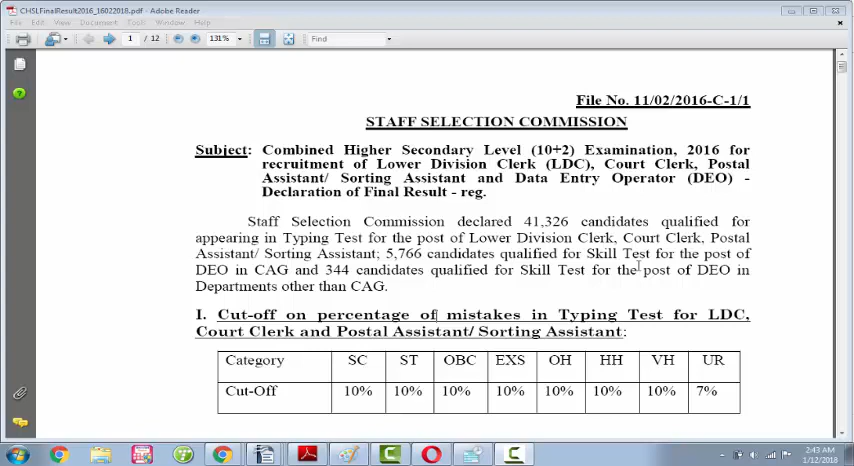 CHSLFinalResult2016_16022018.pdf - Adobe Reader
File Edit View Document Tools Window Help
1 / 12 131% Find
File No. 11/02/2016-C-1/1
STAFF SELECTION COMMISSION
Subject: Combined Higher Secondary Level (10+2) Examination, 2016 for
recruitment of Lower Division Clerk (LDC), Court Clerk, Postal
Assistant/ Sorting Assistant and Data Entry Operator (DEO) -
Declaration of Final Result - reg.
Staff Selection Commission declared 41,326 candidates qualified for
appearing in Typing Test for the post of Lower Division Clerk, Court Clerk, Postal
Assistant/ Sorting Assistant; 5,766 candidates qualified for Skill Test for the post of
DEO in CAG and 344 candidates qualified for Skill Test for the post of DEO in
Departments other than CAG.
I. Cut-off on percentage of mistakes in Typing Test for LDC,
Court Clerk and Postal Assistant/ Sorting Assistant:
Category SC ST OBC EXS OH HH VH UR
Cut-Off 10% 10% 10% 10% 10% 10% 10% 7%
2:43 AM
1/12/2018